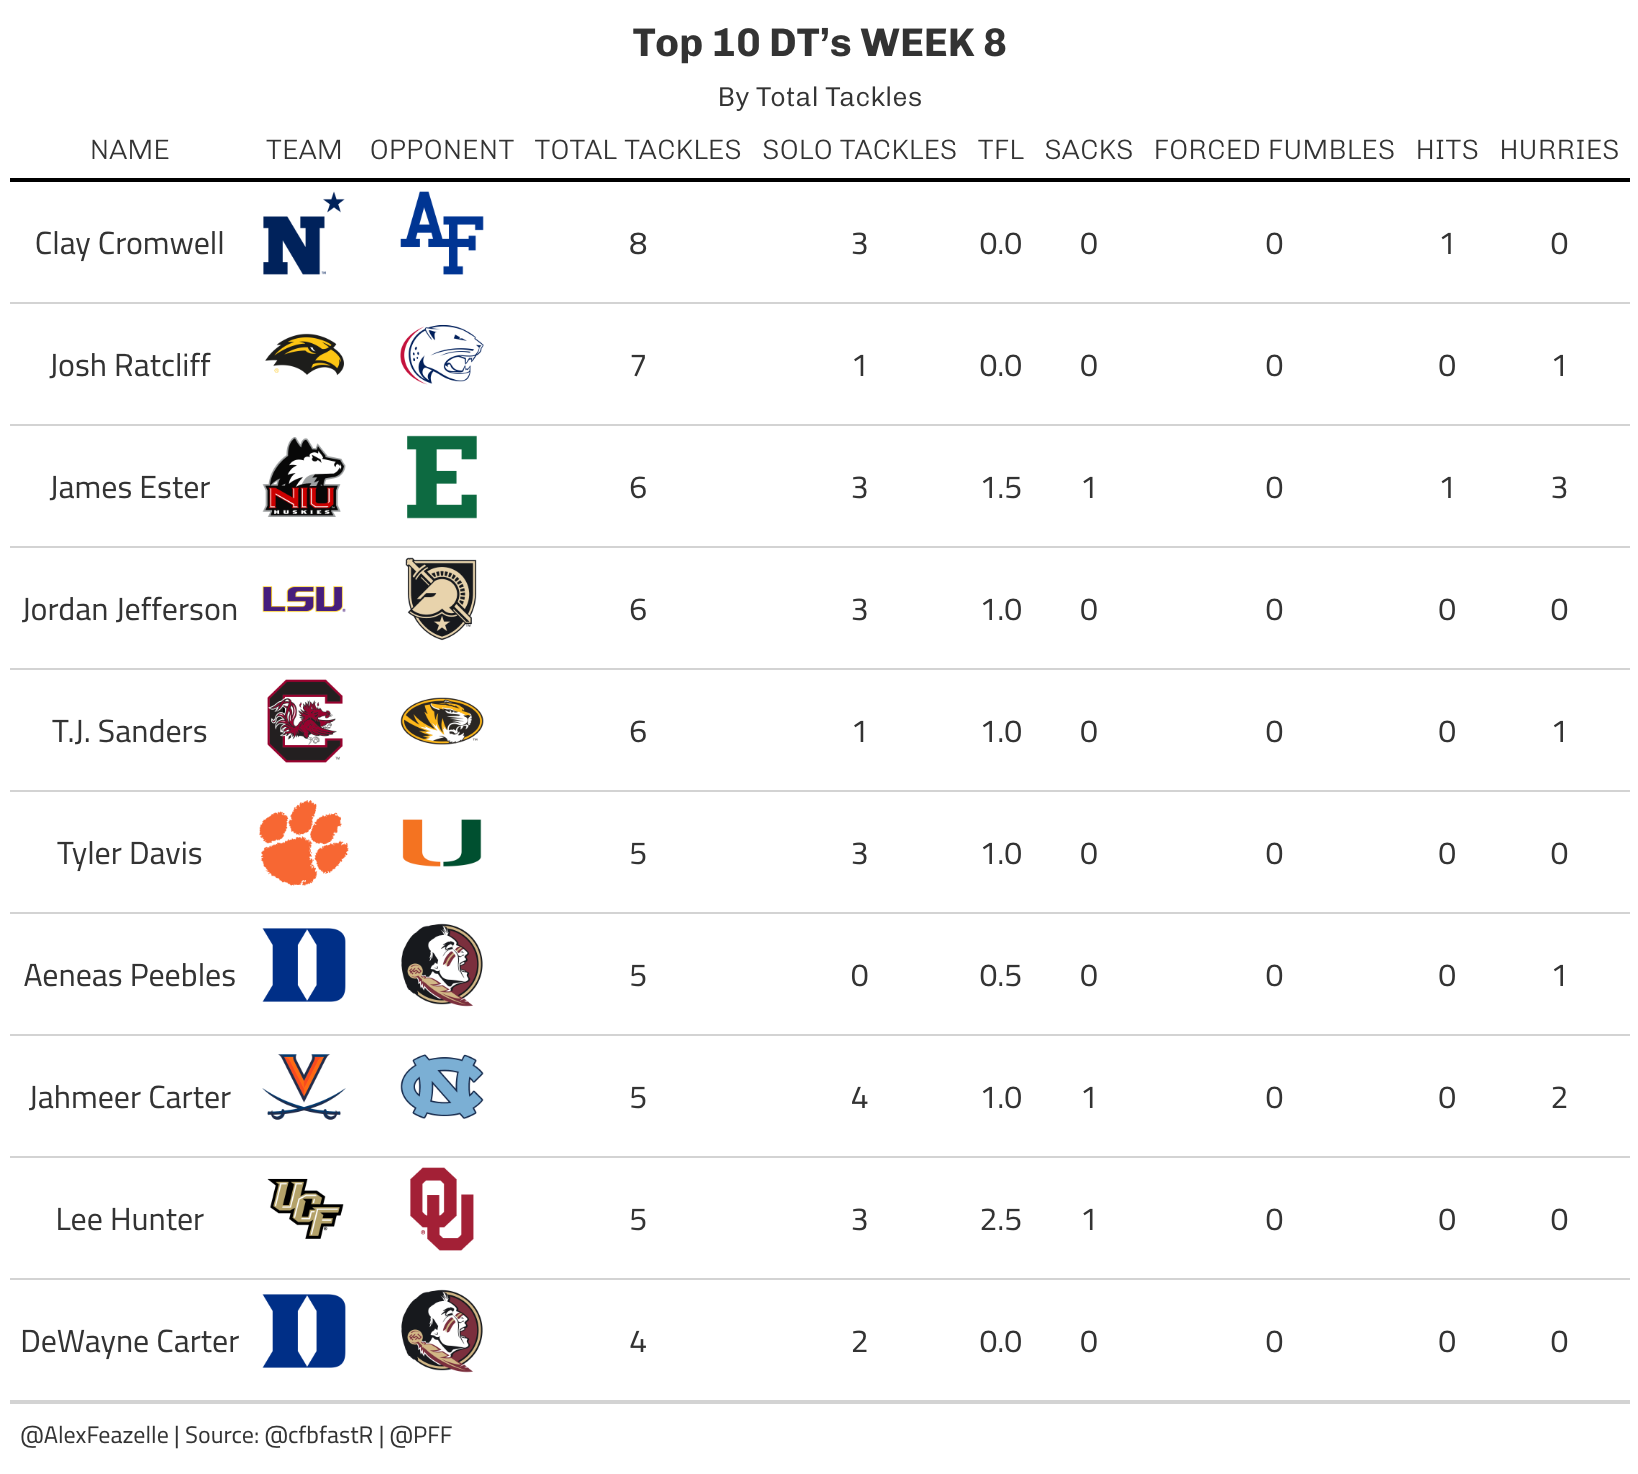 Top 10 DT’s WEEK 8
By Total Tackles
NAME TEAM OPPONENT TOTAL TACKLES SOLO TACKLES TFL SACKS FORCED FUMBLES HITS HURRIES
Clay Cromwell N AF 8 3 0.0 0 0 1 0
Josh Ratcliff 7 1 0.0 0 0 0 1
James Ester NIU HUSKIES E 6 3 1.5 1 0 1 3
Jordan Jefferson LSU 6 3 1.0 0 0 0 0
T.J. Sanders C 6 1 1.0 0 0 0 1
Tyler Davis U 5 3 1.0 0 0 0 0
Aeneas Peebles D 5 0 0.5 0 0 0 1
Jahmeer Carter V NC 5 4 1.0 1 0 0 2
Lee Hunter UCF OU 5 3 2.5 1 0 0 0
DeWayne Carter D 4 2 0.0 0 0 0 0
@AlexFeazelle | Source: @cfbfastR | @PFF